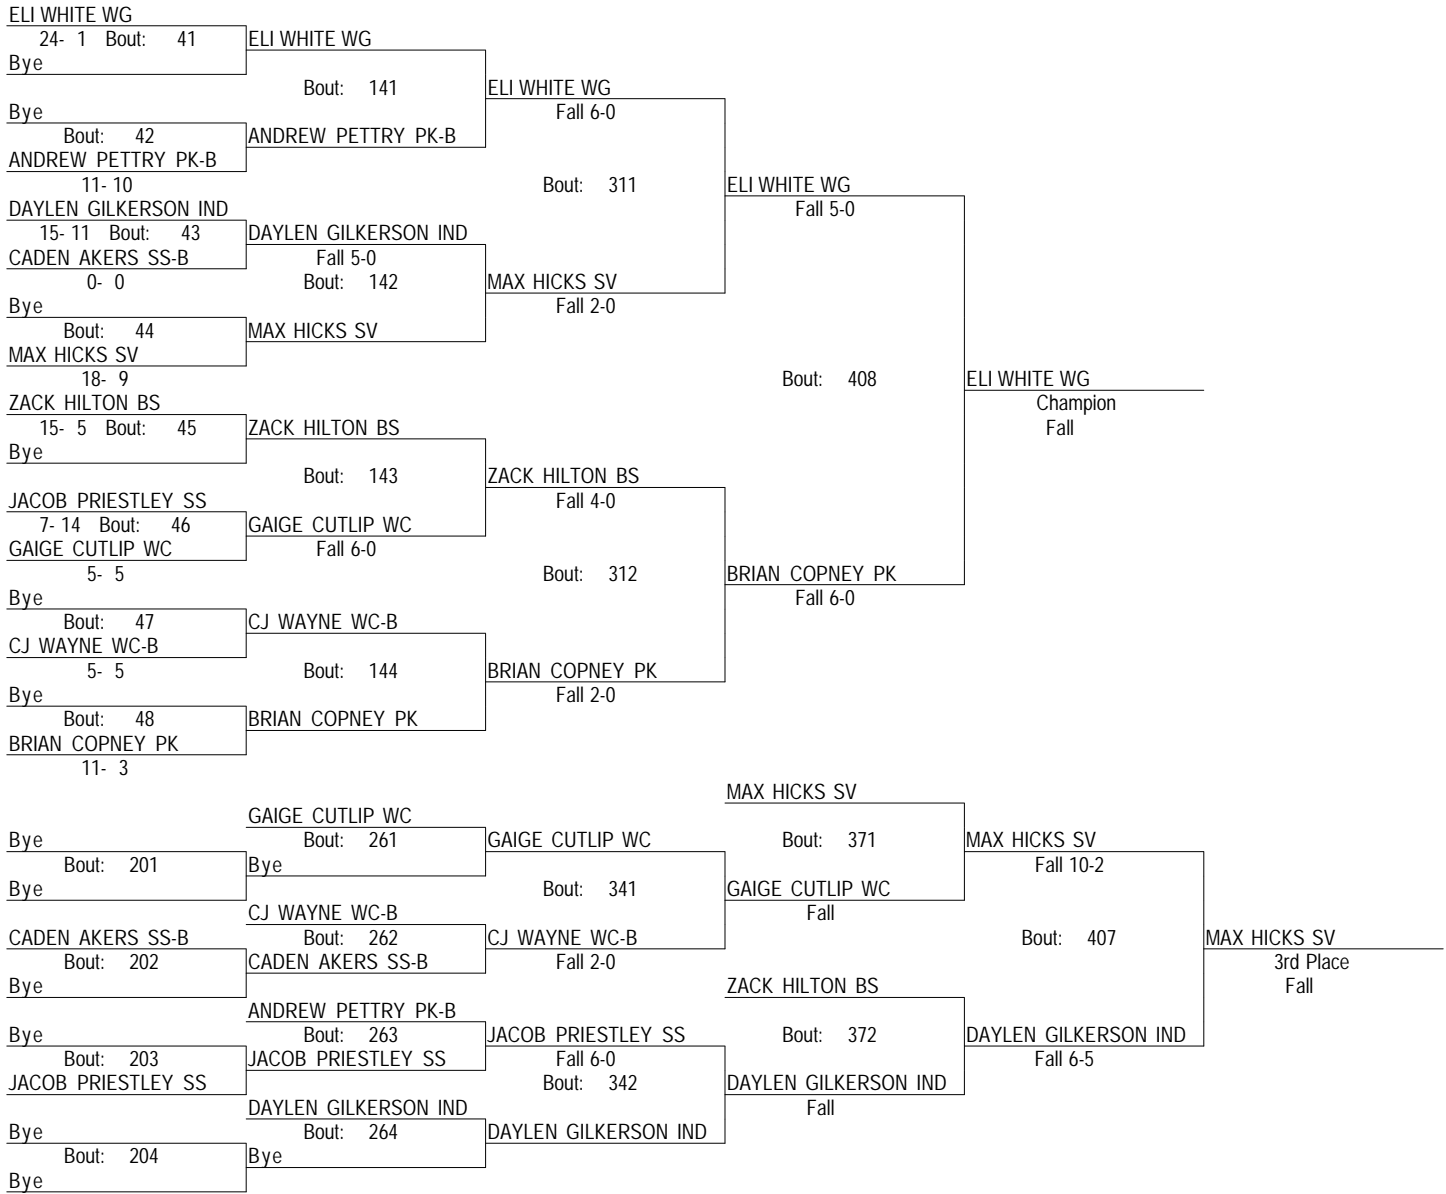 ELI WHITE WG
24- 1 Bout: 41 ELI WHITE WG
Bye
Bout: 141 ELI WHITE WG
Bye Fall 6-0
Bout: 42 ANDREW PETTRY PK-B
ANDREW PETTRY PK-B
11- 10 Bout: 311 ELI WHITE WG
DAYLEN GILKERSON IND Fall 5-0
15- 11 Bout: 43 DAYLEN GILKERSON IND
CADEN AKERS SS-B Fall 5-0
0- 0 Bout: 142 MAX HICKS SV
Bye Fall 2-0
Bout: 44 MAX HICKS SV
MAX HICKS SV
18- 9 Bout: 408 ELI WHITE WG
ZACK HILTON BS Champion
15- 5 Bout: 45 ZACK HILTON BS Fall
Bye
Bout: 143 ZACK HILTON BS
JACOB PRIESTLEY SS Fall 4-0
7- 14 Bout: 46 GAIGE CUTLIP WC
GAIGE CUTLIP WC Fall 6-0
5- 5 Bout: 312 BRIAN COPNEY PK
Bye Fall 6-0
Bout: 47 CJ WAYNE WC-B
CJ WAYNE WC-B
5- 5 Bout: 144 BRIAN COPNEY PK
Bye Fall 2-0
Bout: 48 BRIAN COPNEY PK
BRIAN COPNEY PK
11- 3
MAX HICKS SV
GAIGE CUTLIP WC
Bye Bout: 261 GAIGE CUTLIP WC Bout: 371 MAX HICKS SV
Bout: 201 Bye Fall 10-2
Bye Bout: 341 GAIGE CUTLIP WC
CJ WAYNE WC-B Fall
CADEN AKERS SS-B Bout: 262 CJ WAYNE WC-B Bout: 407 MAX HICKS SV
Bout: 202 CADEN AKERS SS-B Fall 2-0 3rd Place
Bye ZACK HILTON BS Fall
ANDREW PETTRY PK-B
Bye Bout: 263 JACOB PRIESTLEY SS Bout: 372 DAYLEN GILKERSON IND
Bout: 203 JACOB PRIESTLEY SS Fall 6-0 Fall 6-5
JACOB PRIESTLEY SS Bout: 342 DAYLEN GILKERSON IND
DAYLEN GILKERSON IND Fall
Bye Bout: 264 DAYLEN GILKERSON IND
Bout: 204 Bye
Bye